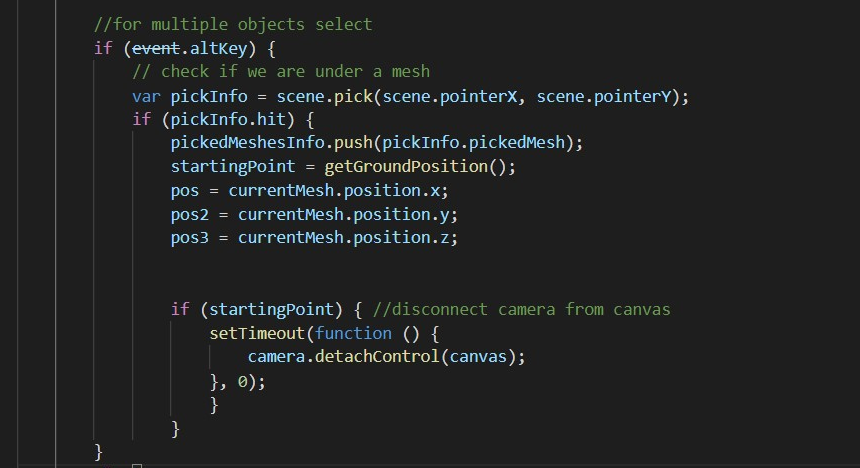 //for multiple objects select
if (event.altKey) {
// check if we are under a mesh
var pickInfo = scene.pick(scene.pointerX, scene.pointerY);
if (pickInfo.hit) {
pickedMeshesInfo.push(pickInfo.pickedMesh);
startingPoint = getGroundPosition();
pos = currentMesh.position.x;
pos2 = currentMesh.position.y;
pos3 = currentMesh.position.z;
if (startingPoint) { //disconnect camera from canvas
setTimeout(function () {
camera.detachControl(canvas);
}, 0);
}
}
}